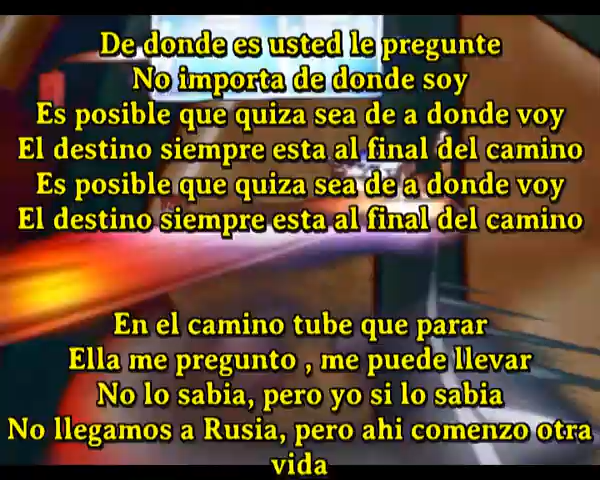 De donde es usted le pregunte
No importa de donde soy
Es posible que quiza sea de a donde voy
El destino siempre esta al final del camino
Es posible que quiza sea de a donde voy
El destino siempre esta al final del camino
En el camino tube que parar
Ella me pregunto , me puede llevar
No lo sabia, pero yo si lo sabia
No llegamos a Rusia, pero ahi comenzo otra
vida